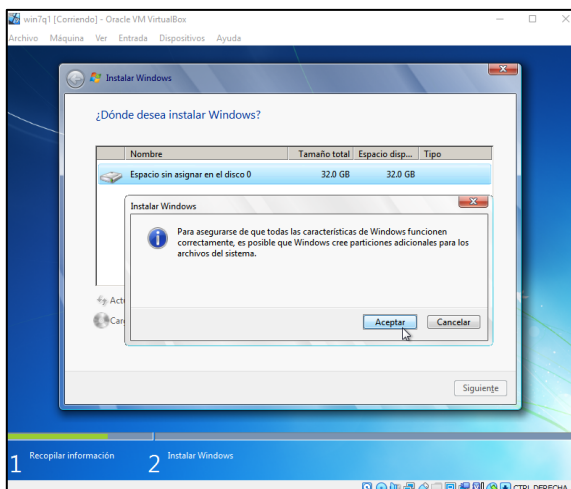 win7q1 [Corriendo] - Oracle VM VirtualBox
Archivo Máquina Ver Entrada Dispositivos Ayuda
Instalar Windows
¿Dónde desea instalar Windows?
Nombre Tamaño total Espacio disp... Tipo
Espacio sin asignar en el disco 0 32.0 GB 32.0 GB
Instalar Windows
Para asegurarse de que todas las características de Windows funcionen
correctamente, es posible que Windows cree particiones adicionales para los
archivos del sistema.
Actu
Carg
Aceptar Cancelar
Siguiente
1 Recopilar información 2 Instalar Windows
CTRL DERECHA